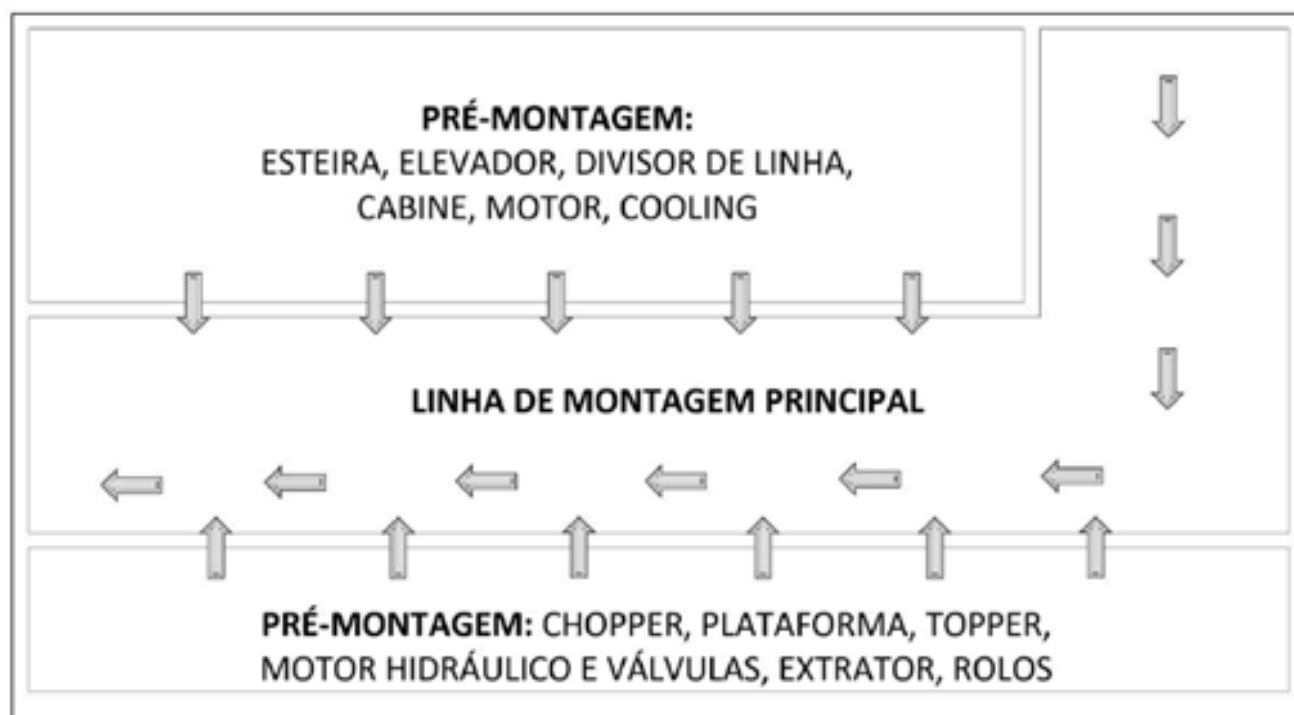 PRÉ-MONTAGEM:
ESTEIRA, ELEVADOR, DIVISOR DE LINHA,
CABINE, MOTOR, COOLING
LINHA DE MONTAGEM PRINCIPAL
PRÉ-MONTAGEM: CHOPPER, PLATAFORMA, TOPPER,
MOTOR HIDRÁULICO E VÁLVULAS, EXTRATOR, ROLOS